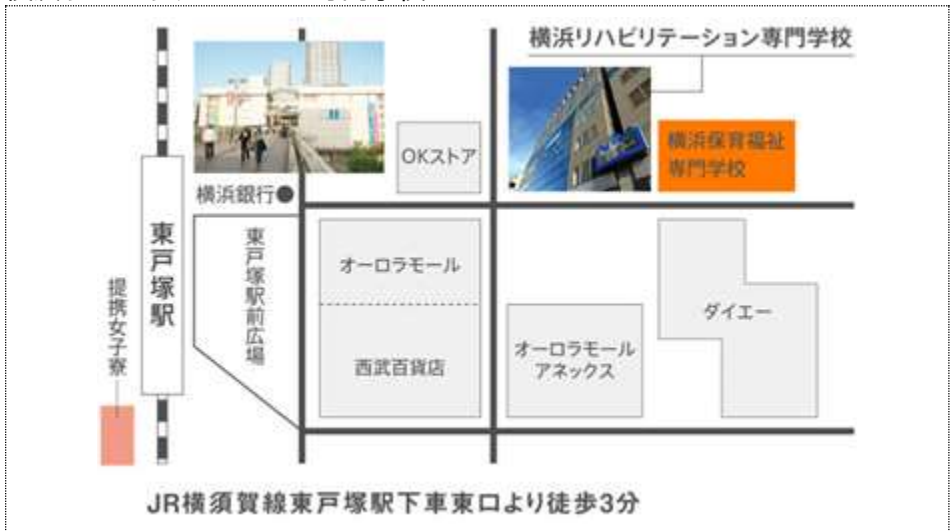 横浜リハビリテーション専門学校
OKストア
横浜保育福祉
専門学校
横浜銀行●
東戸塚駅
東戸塚駅前広場
オーロラモール
西武百貨店
オーロラモール
アネックス
ダイエー
提携女子寮
JR横須賀線東戸塚駅下車東口より徒歩3分